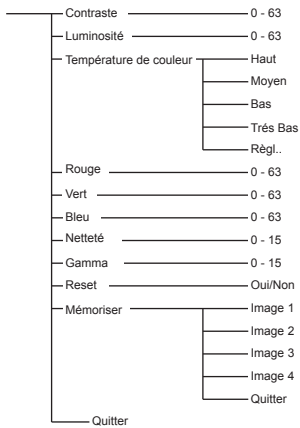 Contraste 0 - 63
Luminosité 0 - 63
Température de couleur Haut
Moyen
Bas
Trés Bas
Règl..
Rouge 0 - 63
Vert 0 - 63
Bleu 0 - 63
Netteté 0 - 15
Gamma 0 - 15
Reset Oui/Non
Mémoriser Image 1
Image 2
Image 3
Image 4
Quitter
Quitter